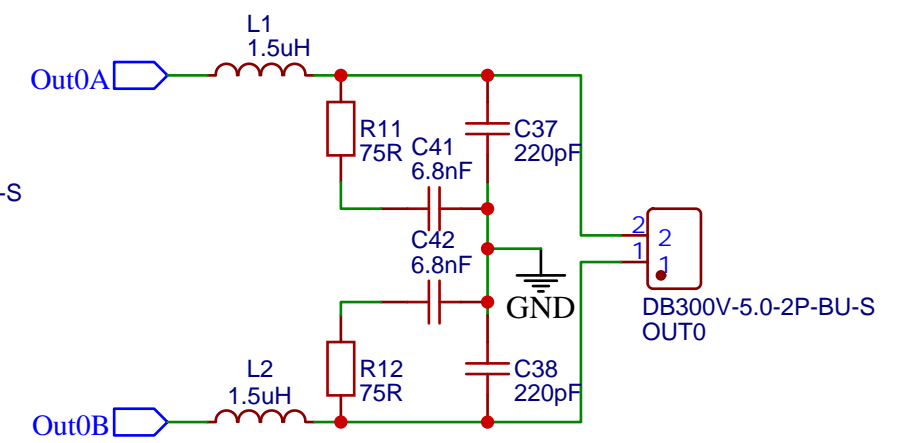 L1
1.5uH
Out0A
R11
75R
C41
6.8nF
C37
220pF
-S
C42
6.8nF
GND
2
1
2
1
DB300V-5.0-2P-BU-S
OUT0
L2
1.5uH
R12
75R
C38
220pF
Out0B